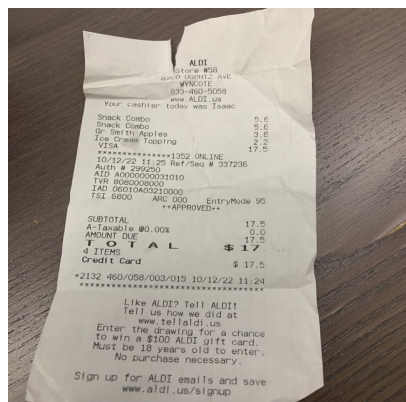 ALDI
Store #58
OGONTZ AVE
WYNCOTE
833-460-5058
www.ALDI.us
Your cashier today was Isaac
Snack Combo 5.6
Snack Combo 5.6
Gr Smith Apples 3.8
Ice Cream Topping 2.2
VISA 17.5
***************1352 ONLINE
10/12/22 11:25 Ref/Seq # 337236
Auth # 299250
AID A0000000031010
TVR 8080008000
IAD 06010A03210000
TSI 6800 ARC 000 EntryMode 95
++APPROVED++
SUBTOTAL 17.5
A-Taxable @0.00% 0.0
AMOUNT DUE 17.5
TOTAL $17
4 ITEMS
Credit Card $ 17.5
*2132 460/058/003/015 10/12/22 11:24
************************************
Like ALDI? Tell ALDI!
Tell us how we did at
www.tellaldi.us
Enter the drawing for a chance
to win a $100 ALDI gift card.
Must be 18 years old to enter.
No purchase necessary.
Sign up for ALDI emails and save
www.aldi.us/signup